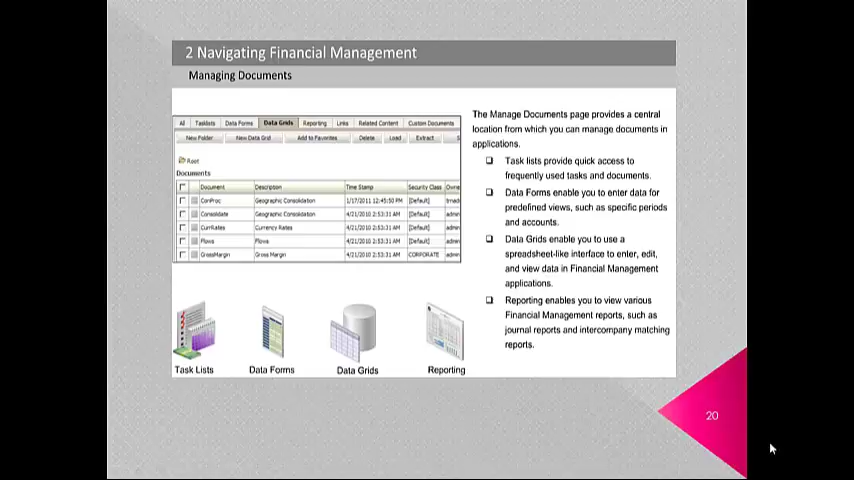 2 Navigating Financial Management
Managing Documents
All Tasklists Data Forms Data Grids Reporting Links Related Content Custom Documents
New Folder New Data Grid Add to Favorites Delete Load Extract S
Root
Documents
Document Description Time Stamp Security Class Owne
ConProc Geographic Consolidation 1/17/2011 12:45:50 PM [Default]
Consolidate Geographic Consolidation 4/21/2010 2:53:31 AM [Default] admin
CurrRates Currency Rates 4/21/2010 2:53:31 AM [Default] admin
Flows Flows 4/21/2010 2:53:31 AM [Default] admin
GrossMargin Gross Margin 4/21/2010 2:53:31 AM CORPORATE admin
Task Lists Data Forms Data Grids Reporting
The Manage Documents page provides a central
location from which you can manage documents in
applications.
Task lists provide quick access to
frequently used tasks and documents.
Data Forms enable you to enter data for
predefined views, such as specific periods
and accounts.
Data Grids enable you to use a
spreadsheet-like interface to enter, edit,
and view data in Financial Management
applications.
Reporting enables you to view various
Financial Management reports, such as
journal reports and intercompany matching
reports.
20